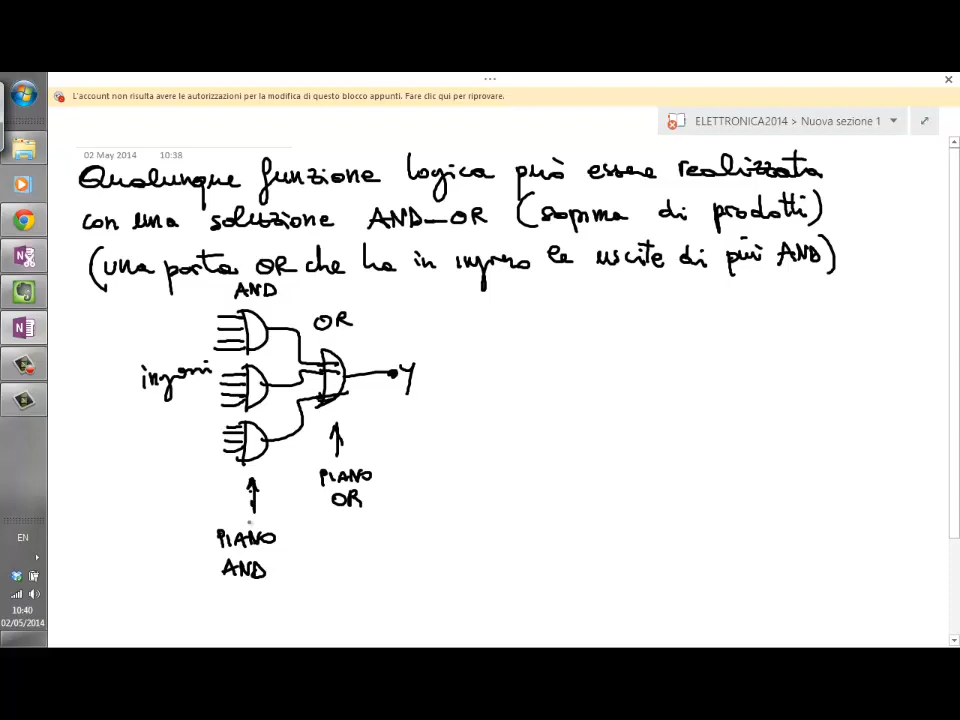 L'account non risulta avere le autorizzazioni per la modifica di questo blocco appunti. Fare clic qui per riprovare.
ELETTRONICA2014 > Nuova sezione 1
02 May 2014 10:38
Qualunque funzione logica può essere realizzata
con una soluzione AND-OR (somma di prodotti)
(una porta OR che ha in ingresso le uscite di più AND)
AND
OR
ingressi
Y
PIANO
OR
PIANO
AND
EN
10:40
02/05/2014